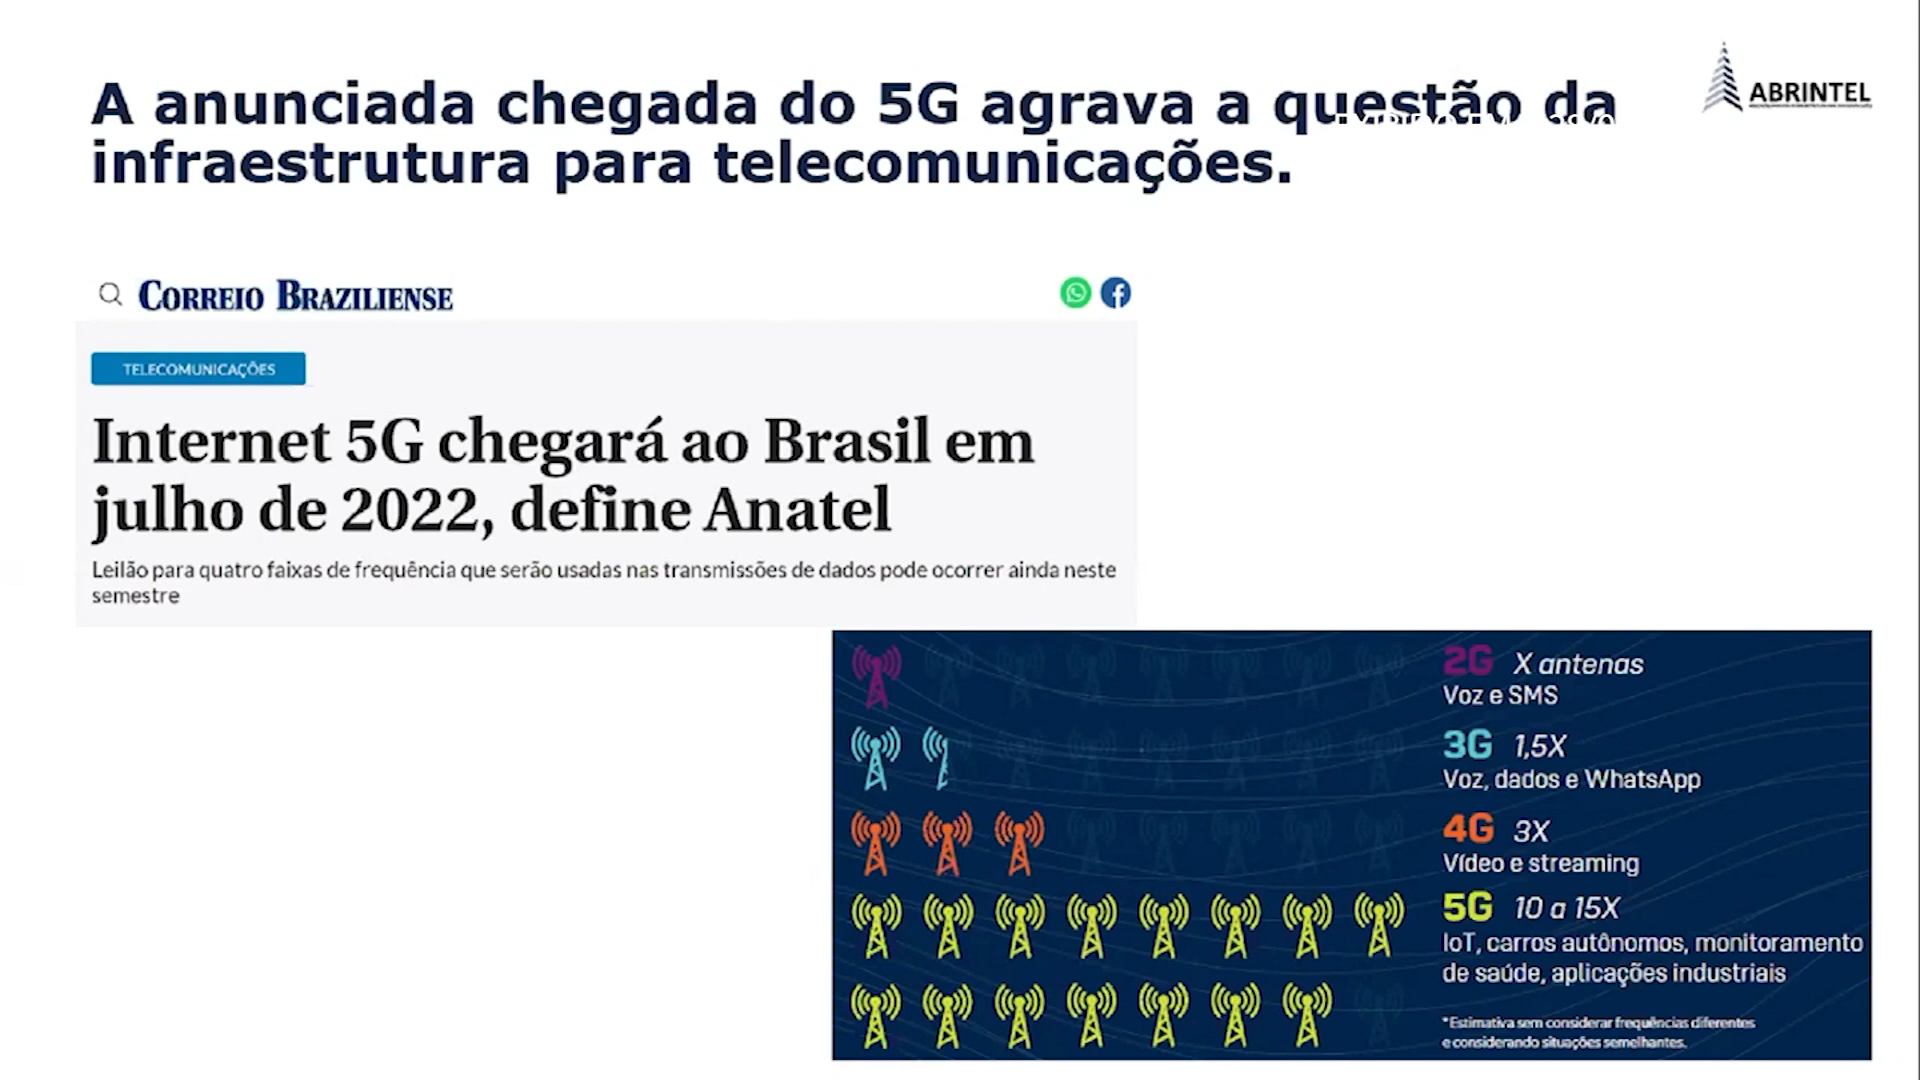 A anunciada chegada do 5G agrava a questão da
infraestrutura para telecomunicações.
ABRINTEL
CORREIO BRAZILIENSE
TELECOMUNICAÇÕES
Internet 5G chegará ao Brasil em
julho de 2022, define Anatel
Leilão para quatro faixas de frequência que serão usadas nas transmissões de dados pode ocorrer ainda neste
semestre
2G X antenas
Voz e SMS
3G 1,5X
Voz, dados e WhatsApp
4G 3X
Vídeo e streaming
5G 10 a 15X
IoT, carros autônomos, monitoramento
de saúde, aplicações industriais
*Estimativa sem considerar frequências diferentes
e considerando situações semelhantes.